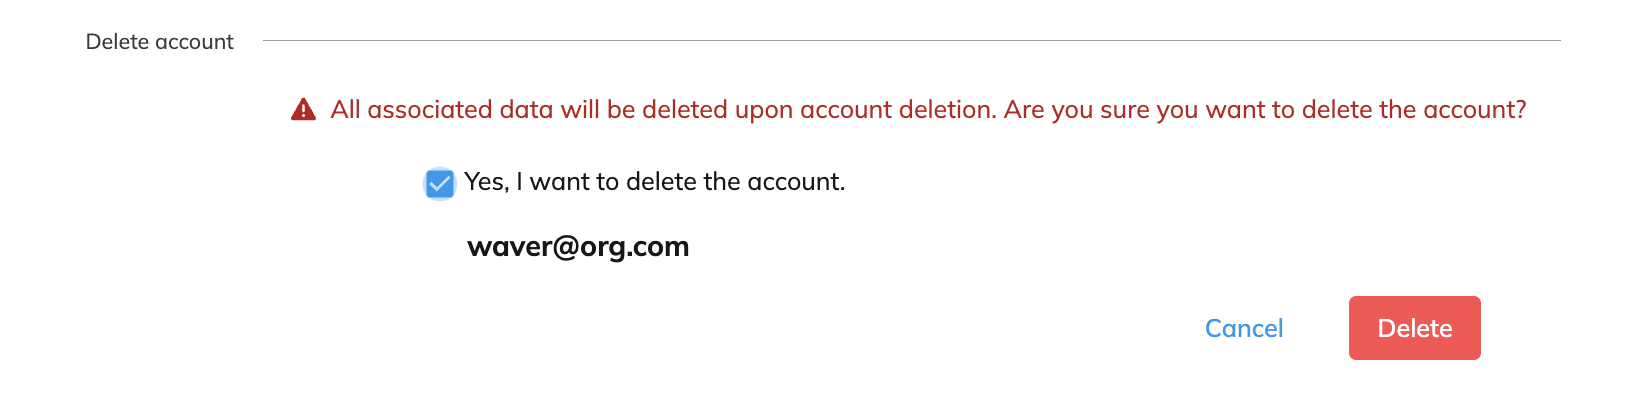 Delete account
All associated data will be deleted upon account deletion. Are you sure you want to delete the account?
Yes, I want to delete the account.
waver@org.com
Cancel
Delete